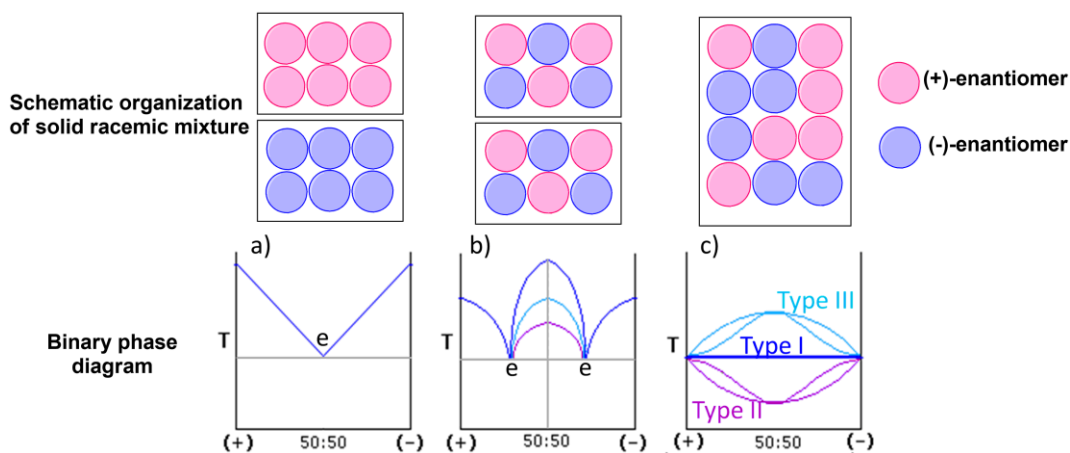 Schematic organization
of solid racemic mixture
(+)-enantiomer
(-)-enantiomer
a)
b)
c)
Binary phase
diagram
T
e
(+)
50:50
(-)
T
e
e
(+)
50:50
(-)
T
Type III
Type I
Type II
(+)
50:50
(-)